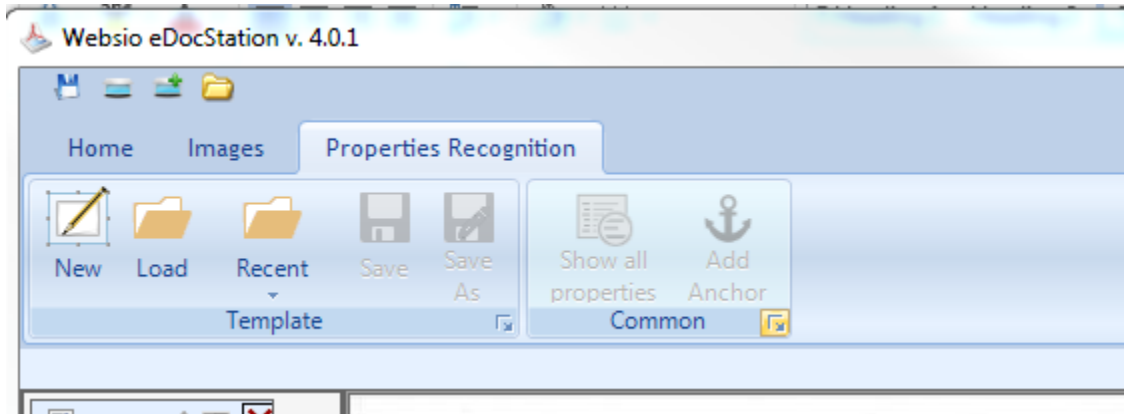 Websio eDocStation v. 4.0.1
Home Images Properties Recognition
New Load Recent Save Save As Show all properties Add Anchor
Template Common